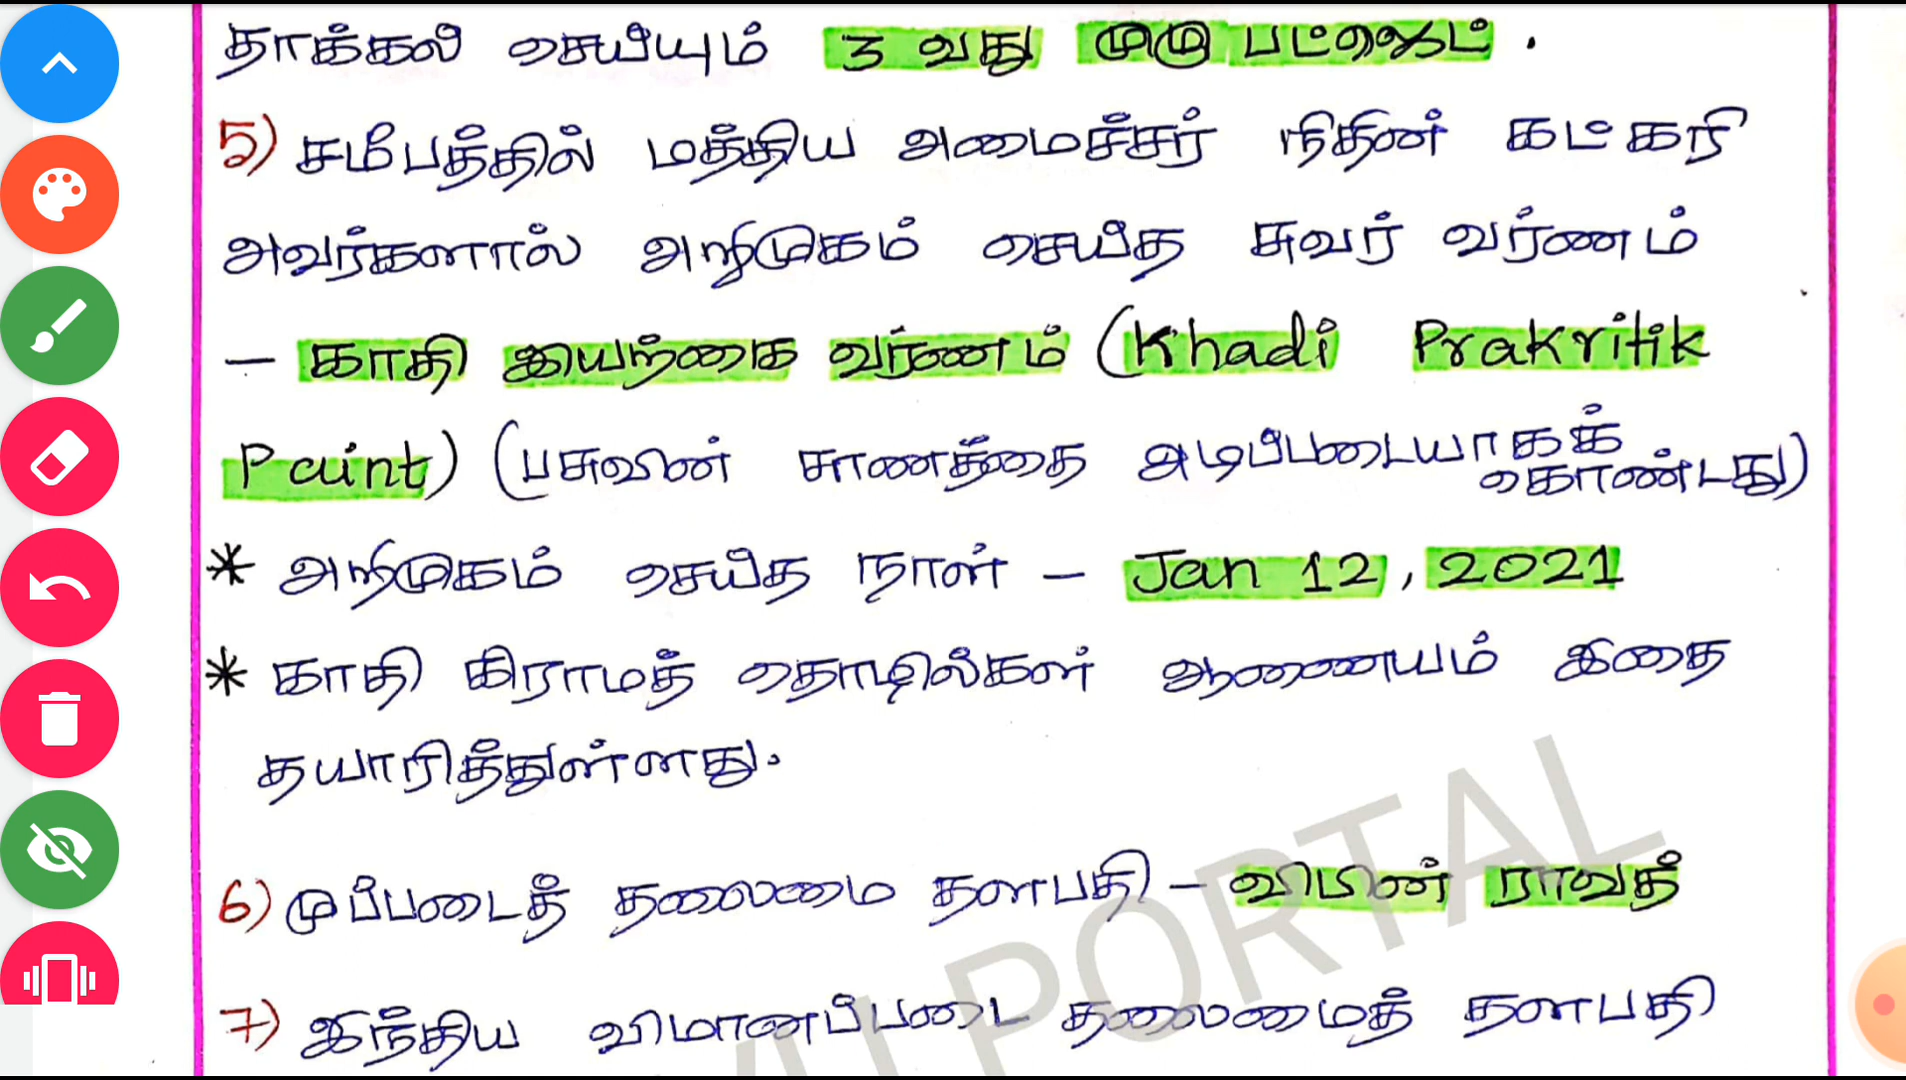 தாக்கல் செய்யும் 3 வது முழு பட்ஜெட்.
5) சமீபத்தில் மத்திய அமைச்சர் நிதின் கட்கரி
அவர்களால் அறிமுகம் செய்த சுவர் வர்ணம்
- காதி இயற்கை வர்ணம் (Khadi Prakritik
Paint) (பசுவின் சாணத்தை அடிப்படையாகக்
கொண்டது)
* அறிமுகம் செய்த நாள் - Jan 12, 2021
* காதி கிராமத் தொழில்கள் ஆணையம் இதை
தயாரித்துள்ளது.
6) முப்படைத் தலைமை தளபதி - விபின் ராவத்
7) இந்திய விமானப்படை தலைமைத் தளபதி
PORTAL